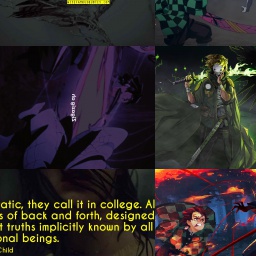 atic, they call it in college. Al
s of back and forth, designed
t truths implicitly known by all
onal beings.
Child